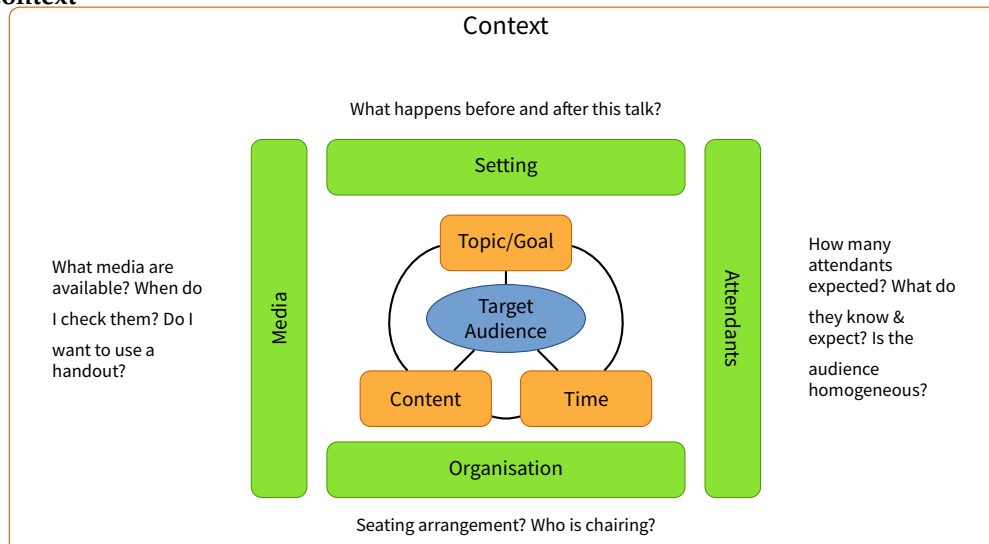 context
Context
What happens before and after this talk?
Setting
Topic/Goal
Target
Audience
Content
Time
Organisation
Seating arrangement? Who is chairing?
Media
What media are
available? When do
I check them? Do I
want to use a
handout?
Attendants
How many
attendants
expected? What do
they know &
expect? Is the
audience
homogeneous?